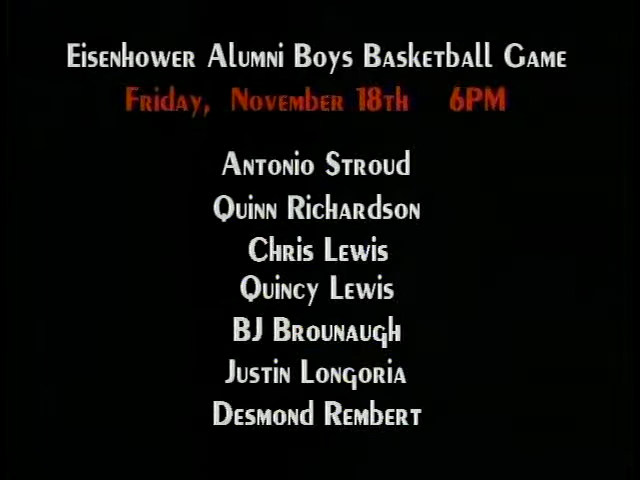 Eisenhower Alumni Boys Basketball Game
Friday, November 18th 6PM
Antonio Stroud
Quinn Richardson
Chris Lewis
Quincy Lewis
BJ Brounaugh
Justin Longoria
Desmond Rembert